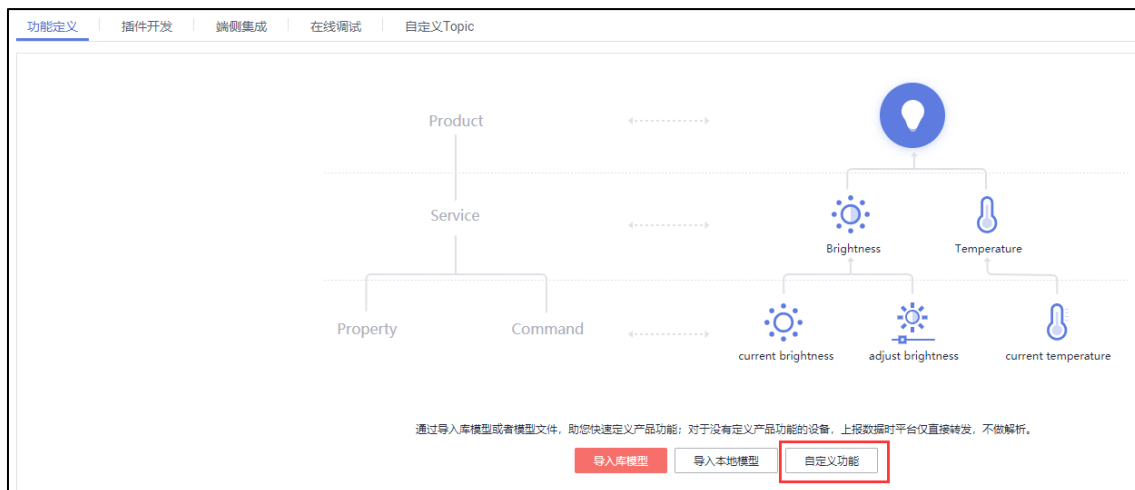 功能定义 插件开发 端侧集成 在线调试 自定义Topic
Product
Service
Brightness Temperature
Property Command
current brightness adjust brightness current temperature
通过导入库模型或者模型文件，助您快速定义产品功能；对于没有定义产品功能的设备，上报数据时平台仅直接转发，不做解析。
导入库模型 导入本地模型 自定义功能